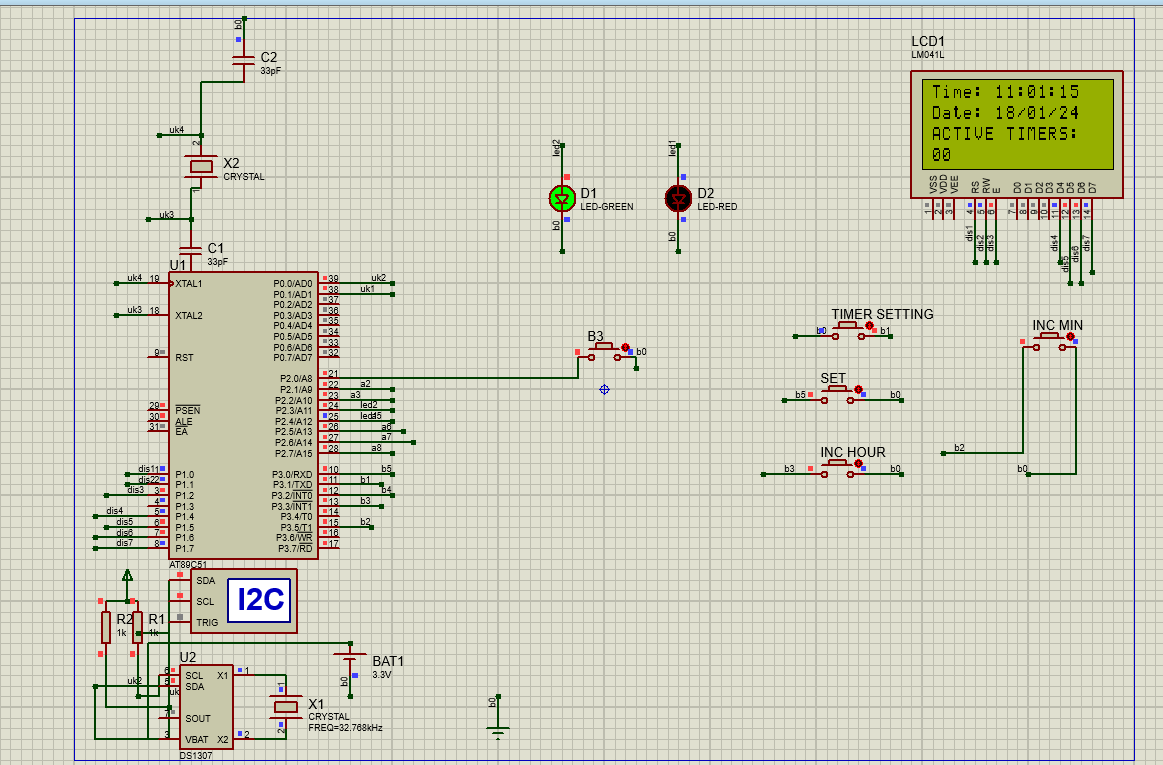 b0
C2
33pF
uk4
2
X2
CRYSTAL
1
uk3
C1
33pF
U1
uk4 19 XTAL1
uk3 18 XTAL2
9 RST
29 PSEN
30 ALE
31 EA
dis11 1 P1.0
dis22 2 P1.1
dis3 3 P1.2
4 P1.3
dis4 5 P1.4
dis5 6 P1.5
dis6 7 P1.6
dis7 8 P1.7
P0.0/AD0 39 uk2
P0.1/AD1 38 uk1
P0.2/AD2 37
P0.3/AD3 36
P0.4/AD4 35
P0.5/AD5 34
P0.6/AD6 33
P0.7/AD7 32
P2.0/A8 21
P2.1/A9 22 a2
P2.2/A10 23 a3
P2.3/A11 24 led2
P2.4/A12 25
P2.5/A13 26 a6
P2.6/A14 27 a7
P2.7/A15 28 a8
P3.0/RXD 10 b5
P3.1/TXD 11 b1
P3.2/INT0 12 b4
P3.3/INT1 13 b3
P3.4/T0 14
P3.5/T1 15 b2
P3.6/WR 16
P3.7/RD 17
AT89C51
SDA
SCL
TRIG
I2C
R2
1k
R1
1k
U2
6 SCL X1 1
uk2 5 SDA
uk
7 SOUT
3 VBAT X2 2
DS1307
BAT1
3.3V
b0
1
X1
CRYSTAL
FREQ=32.768kHz
2
b0
led2
D1
LED-GREEN
b0
led1
D2
LED-RED
b0
B3
b0
LCD1
LM041L
Time: 11:01:15
Date: 18/01/24
ACTIVE TIMERS:
00
VSS VDD VEE RS RW E D0 D1 D2 D3 D4 D5 D6 D7
1 2 3 4 5 6 7 8 9 10 11 12 13 14
dis1 dis2 dis3 dis4 dis5 dis6 dis7
TIMER SETTING
b0 b1
INC MIN
b2 b0
SET
b5 b0
INC HOUR
b3 b0